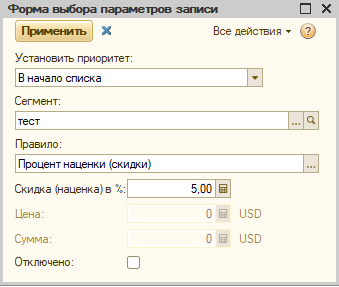 Форма выбора параметров записи
Применить Все действия ?
Установить приоритет:
В начало списка
Сегмент:
тест ...
Правило:
Процент наценки (скидки) ...
Скидка (наценка) в %: 5,00
Цена: 0 USD
Сумма: 0 USD
Отключено: